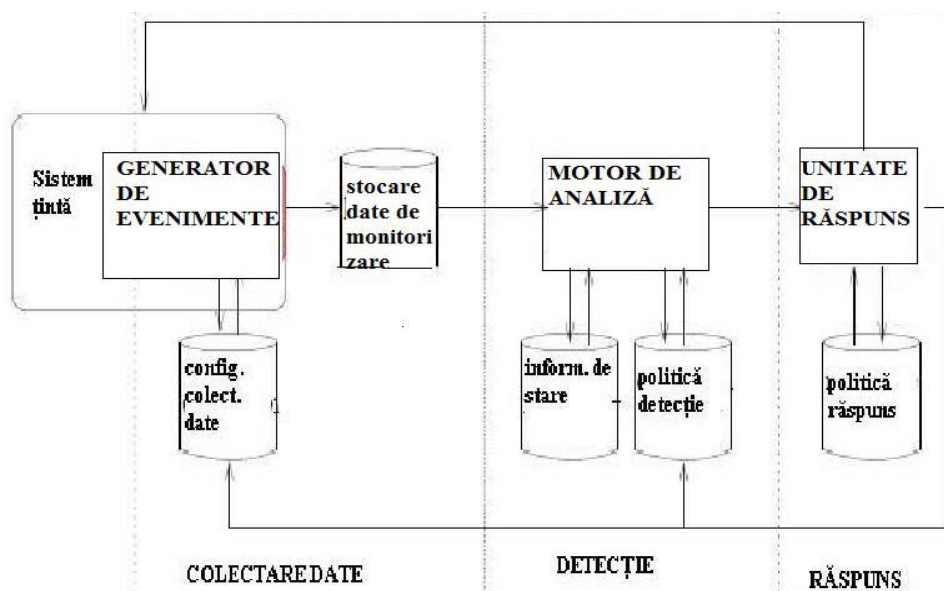 Sistem
țintă
GENERATOR
DE
EVENIMENTE
stocare
date de
monitori
zare
MOTOR DE
ANALIZĂ
UNITATE
DE
RĂSPUNS
config.
colect.
date
inform. de
stare
politică
detecție
politică
răspuns
COLECTARE DATE
DETECȚIE
RĂSPUNS